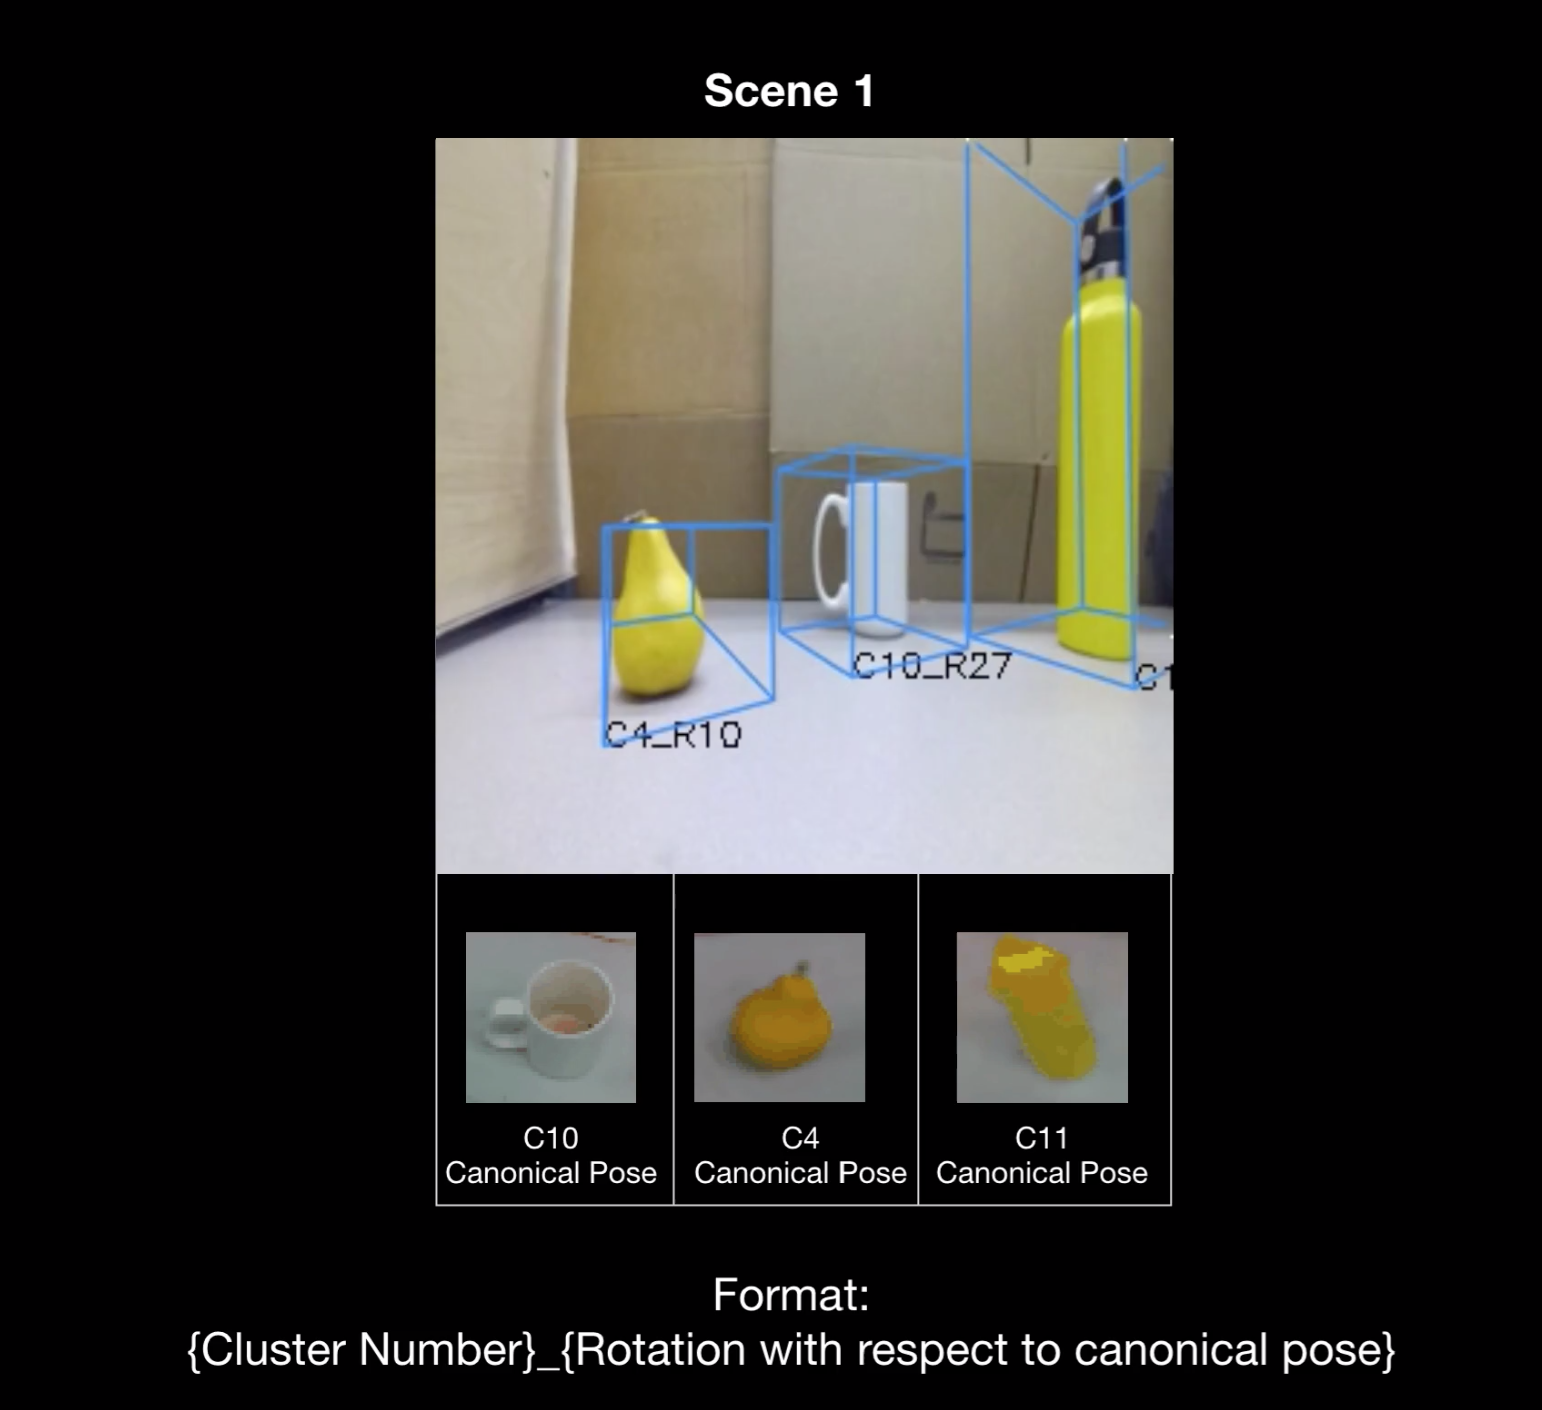 Scene 1
C10_R27
C1
C4_R10
C10
Canonical Pose
C4
Canonical Pose
C11
Canonical Pose
Format:
{Cluster Number}_{Rotation with respect to canonical pose}